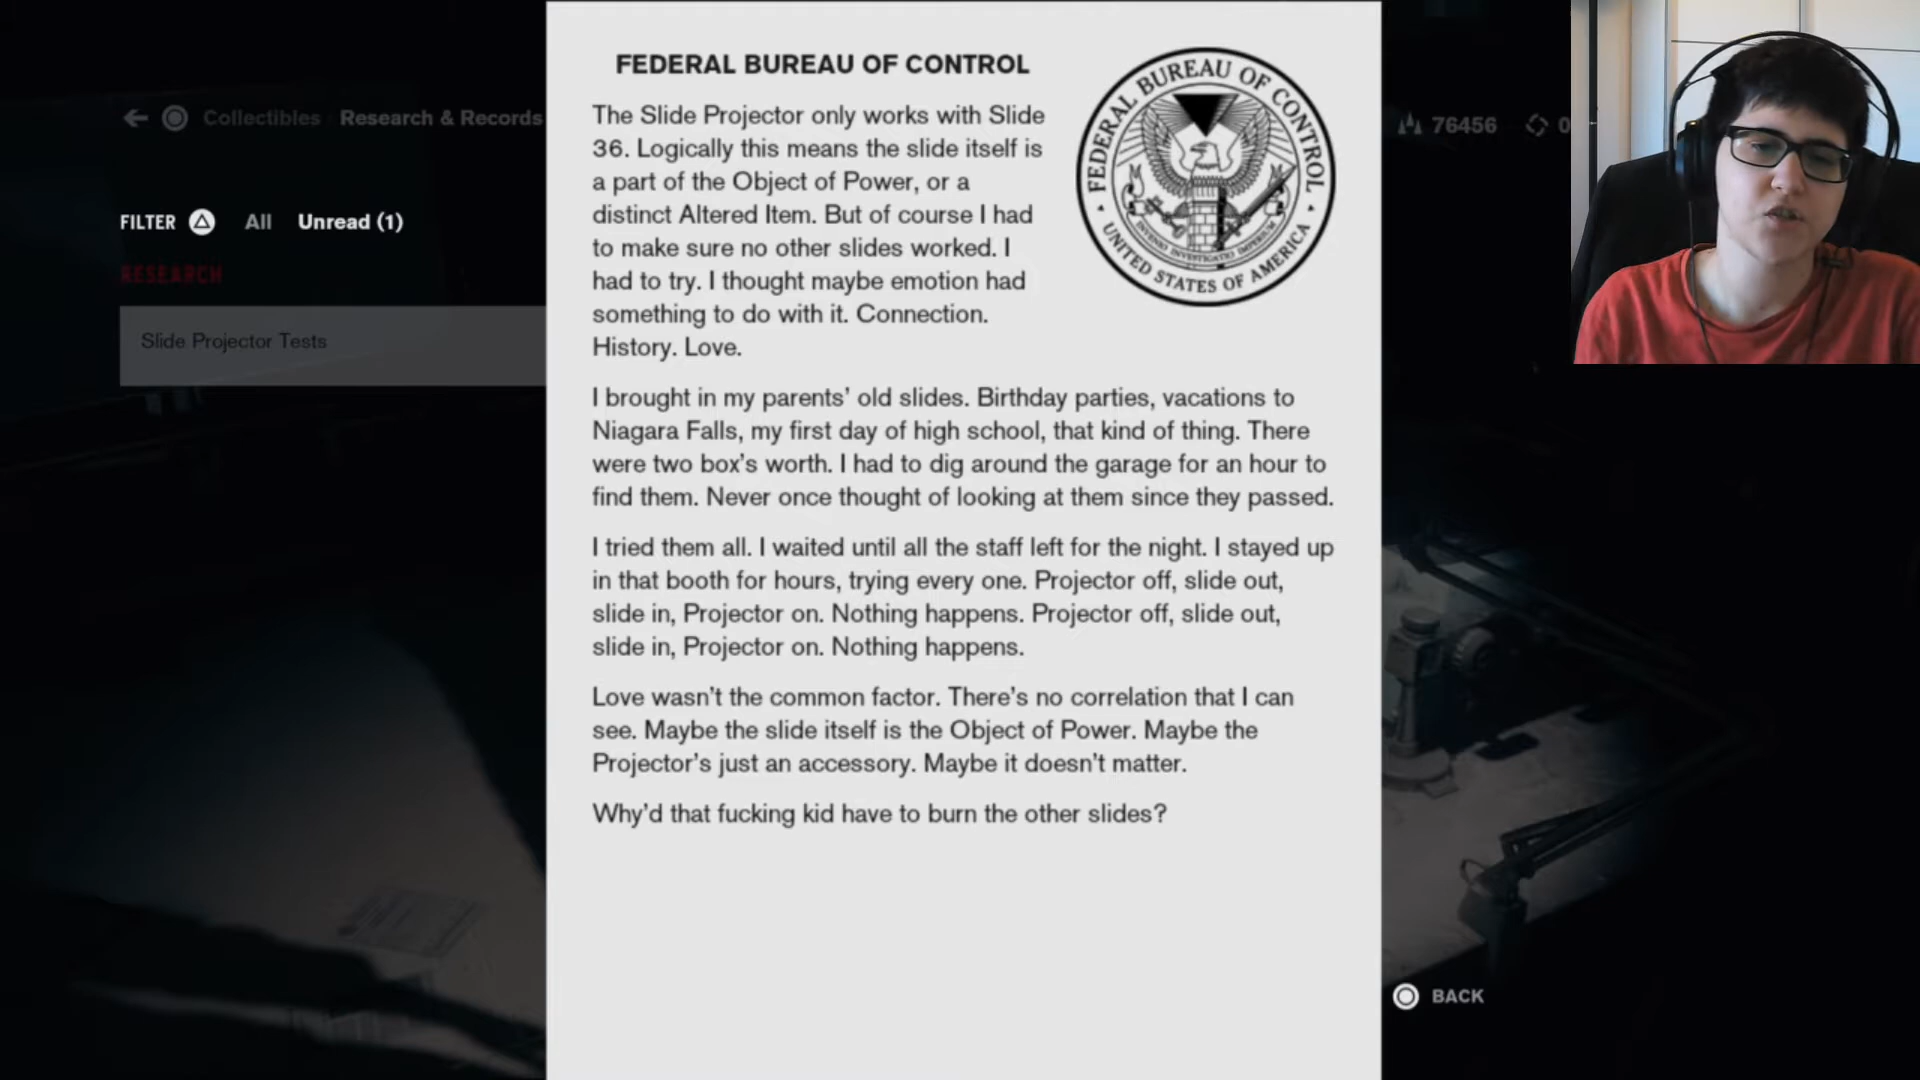 Collectibles / Research & Records
76456
0
FILTER All Unread (1)
RESEARCH
Slide Projector Tests
FEDERAL BUREAU OF CONTROL
The Slide Projector only works with Slide
36. Logically this means the slide itself is
a part of the Object of Power, or a
distinct Altered Item. But of course I had
to make sure no other slides worked. I
had to try. I thought maybe emotion had
something to do with it. Connection.
History. Love.
I brought in my parents' old slides. Birthday parties, vacations to
Niagara Falls, my first day of high school, that kind of thing. There
were two box's worth. I had to dig around the garage for an hour to
find them. Never once thought of looking at them since they passed.
I tried them all. I waited until all the staff left for the night. I stayed up
in that booth for hours, trying every one. Projector off, slide out,
slide in, Projector on. Nothing happens. Projector off, slide out,
slide in, Projector on. Nothing happens.
Love wasn't the common factor. There's no correlation that I can
see. Maybe the slide itself is the Object of Power. Maybe the
Projector's just an accessory. Maybe it doesn't matter.
Why'd that fucking kid have to burn the other slides?
FEDERAL BUREAU OF CONTROL
UNITED STATES OF AMERICA
INVENIO INVESTIGATIO IMPERIUM
BACK